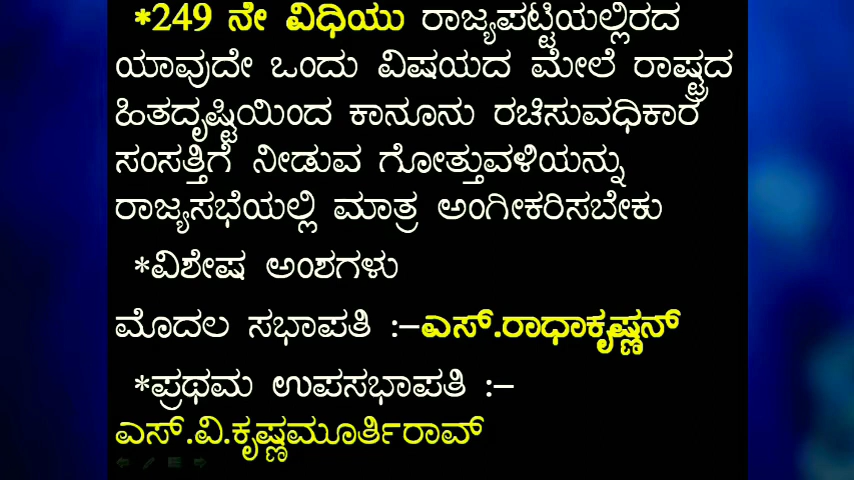 *249 ನೇ ವಿಧಿಯು ರಾಜ್ಯಪಟ್ಟಿಯಲ್ಲಿರದ
ಯಾವುದೇ ಒಂದು ವಿಷಯದ ಮೇಲೆ ರಾಷ್ಟ್ರದ
ಹಿತದೃಷ್ಟಿಯಿಂದ ಕಾನೂನು ರಚಿಸುವಧಿಕಾರ
ಸಂಸತ್ತಿಗೆ ನೀಡುವ ಗೋತ್ತುವಳಿಯನ್ನು
ರಾಜ್ಯಸಭೆಯಲ್ಲಿ ಮಾತ್ರ ಅಂಗೀಕರಿಸಬೇಕು
*ವಿಶೇಷ ಅಂಶಗಳು
ಮೊದಲ ಸಭಾಪತಿ :–ಎಸ್.ರಾಧಾಕೃಷ್ಣನ್
*ಪ್ರಥಮ ಉಪಸಭಾಪತಿ :–
ಎಸ್.ವಿ.ಕೃಷ್ಣಮೂರ್ತಿರಾವ್